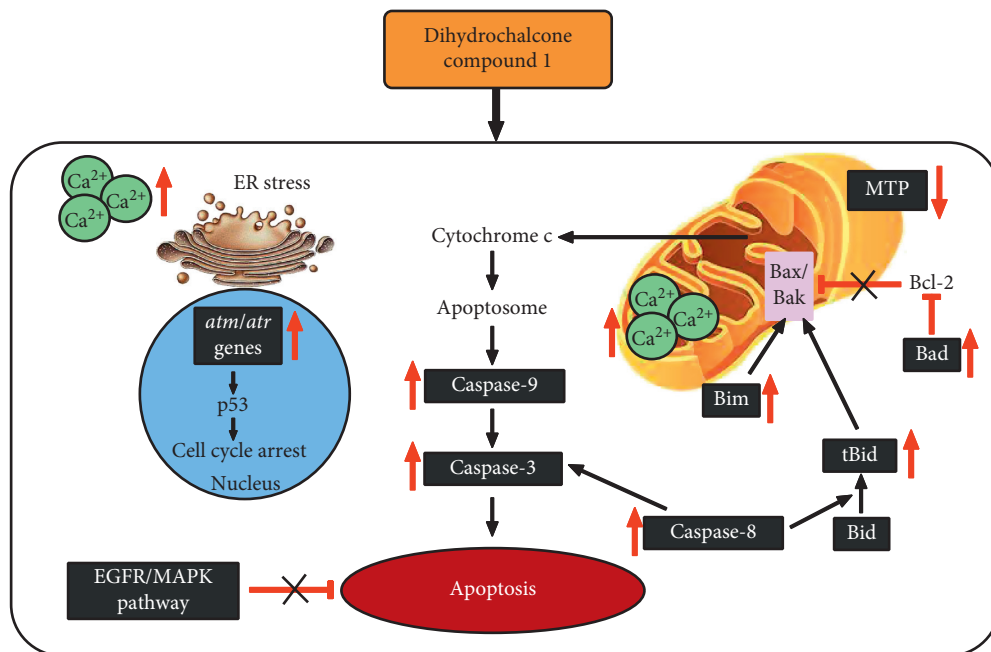 Dihydrochalcone
compound 1
Ca2+
Ca2+
Ca2+
ER stress
MTP
Cytochrome c
Bax/
Bak
Bcl-2
Ca2+
Ca2+
Ca2+
atm/atr
genes
Apoptosome
Bad
p53
Caspase-9
Bim
Cell cycle arrest
Nucleus
Caspase-3
tBid
Caspase-8
Bid
EGFR/MAPK
pathway
Apoptosis